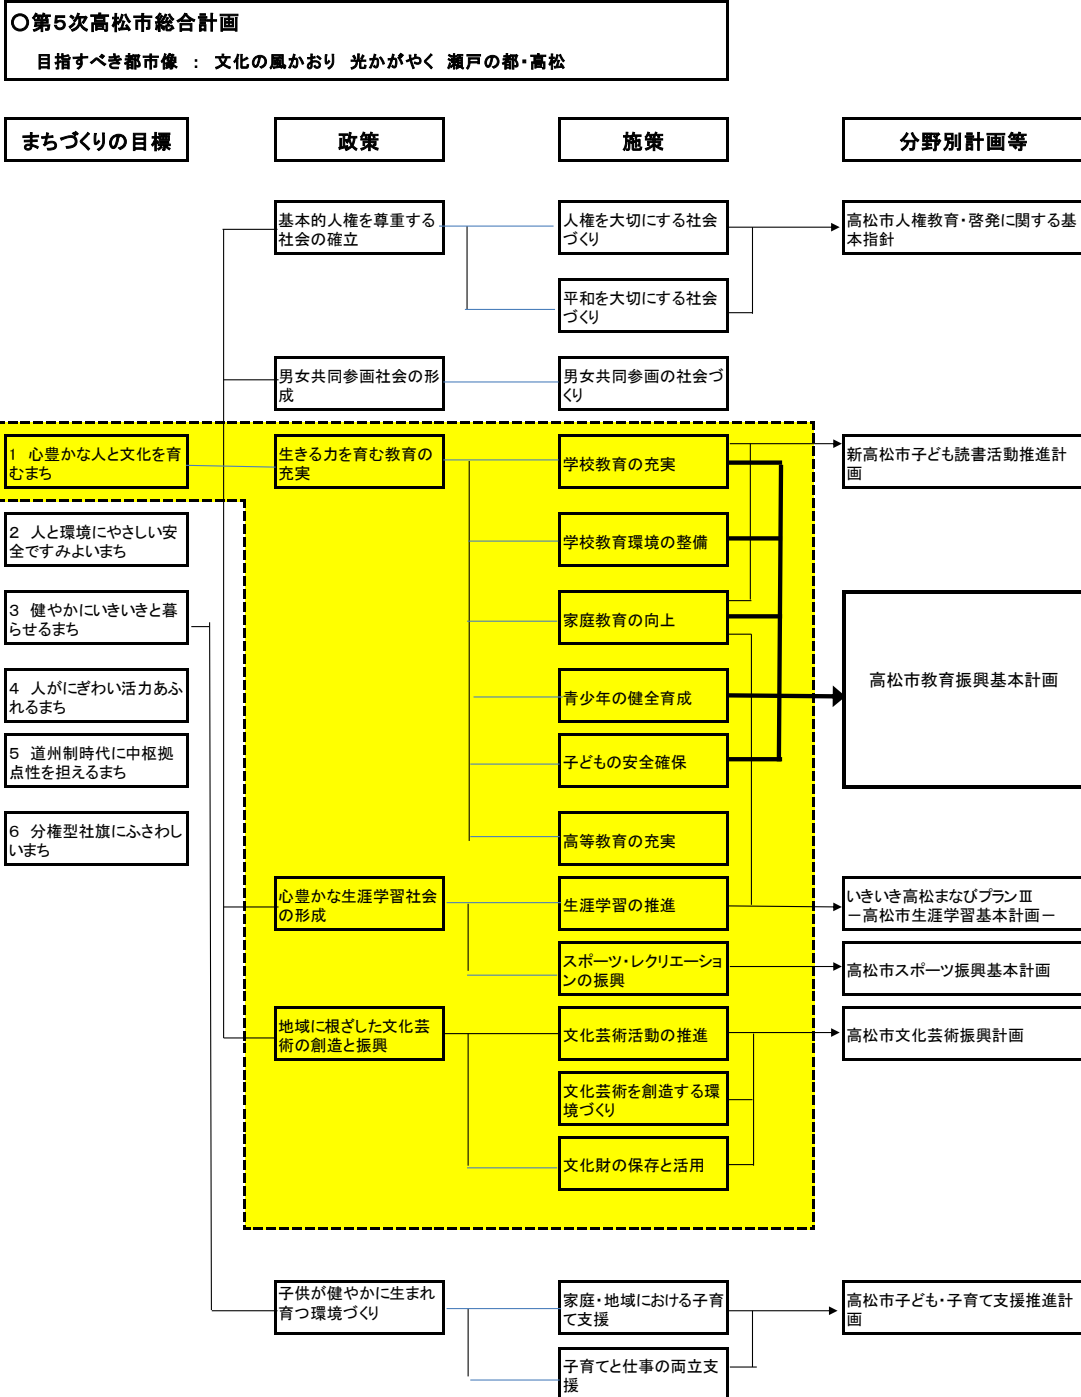 ○第5次高松市総合計画
目指すべき都市像 ： 文化の風かおり 光かがやく 瀬戸の都・高松
まちづくりの目標
政策
施策
分野別計画等
基本的人権を尊重する
社会の確立
人権を大切にする社会
づくり
高松市人権教育・啓発に関する基
本指針
平和を大切にする社会
づくり
男女共同参画社会の形
成
男女共同参画の社会づ
くり
1 心豊かな人と文化を育
むまち
生きる力を育む教育の
充実
学校教育の充実
新高松市子ども読書活動推進計
画
2 人と環境にやさしい安
全ですみよいまち
学校教育環境の整備
3 健やかにいきいきと暮
らせるまち
家庭教育の向上
高松市教育振興基本計画
4 人がにぎわい活力あふ
れるまち
青少年の健全育成
5 道州制時代に中枢拠
点性を担えるまち
子どもの安全確保
6 分権型社旗にふさわし
いまち
高等教育の充実
心豊かな生涯学習社会
の形成
生涯学習の推進
いきいき高松まなびプランⅢ
－高松市生涯学習基本計画－
スポーツ・レクリエーショ
ンの振興
高松市スポーツ振興基本計画
地域に根ざした文化芸
術の創造と振興
文化芸術活動の推進
高松市文化芸術振興計画
文化芸術を創造する環
境づくり
文化財の保存と活用
子供が健やかに生まれ
育つ環境づくり
家庭・地域における子育
て支援
高松市子ども・子育て支援推進計
画
子育てと仕事の両立支
援